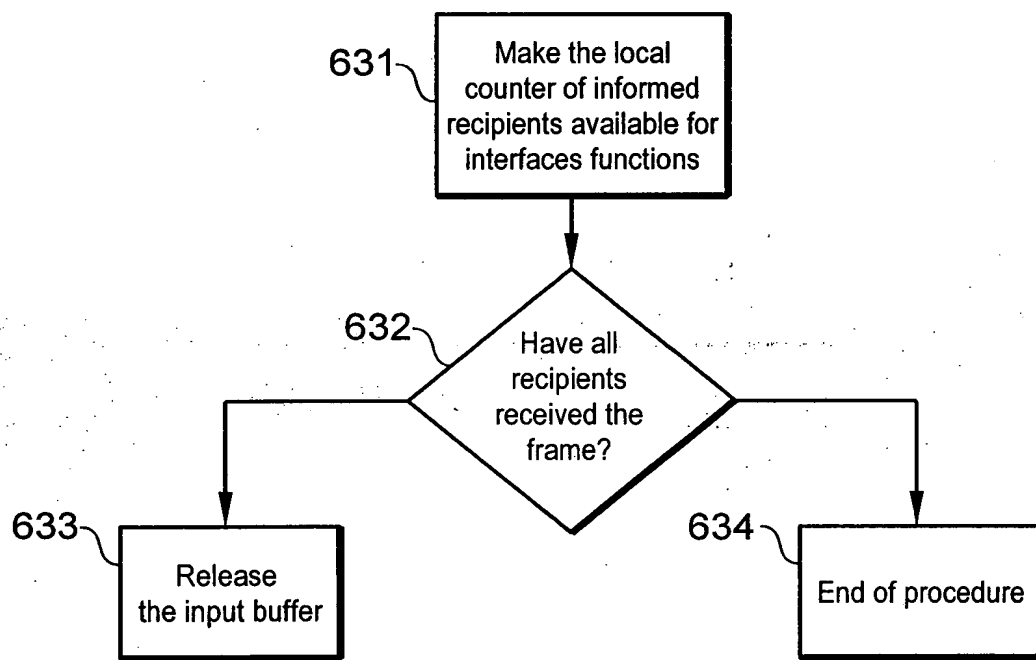 631
Make the local
counter of informed
recipients available for
interfaces functions
632
Have all
recipients
received the
frame?
633
Release
the input buffer
634
End of procedure